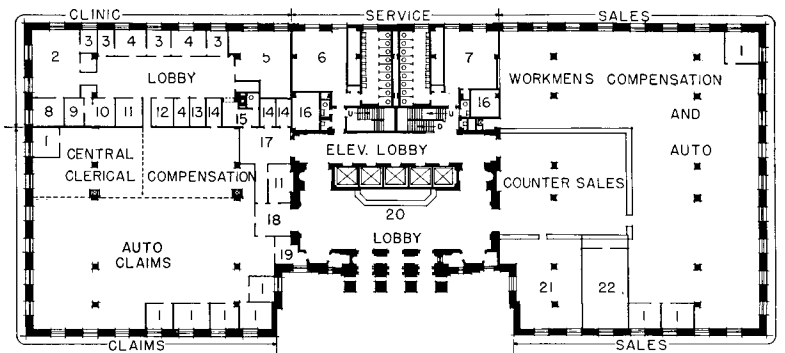 CLINIC SERVICE SALES
2 3 3 4 3 4 3 5 6 7 1
LOBBY WORKMENS COMPENSATION
8 9 10 11 12 4 13 14 15 14 14 16 16 AND
U U
D D
1 17 ELEV. LOBBY AUTO
CENTRAL
CLERICAL COMPENSATION 11 COUNTER SALES
18 20
LOBBY
AUTO
CLAIMS 19
1 21 22
1 1 1 1 1 1
CLAIMS SALES